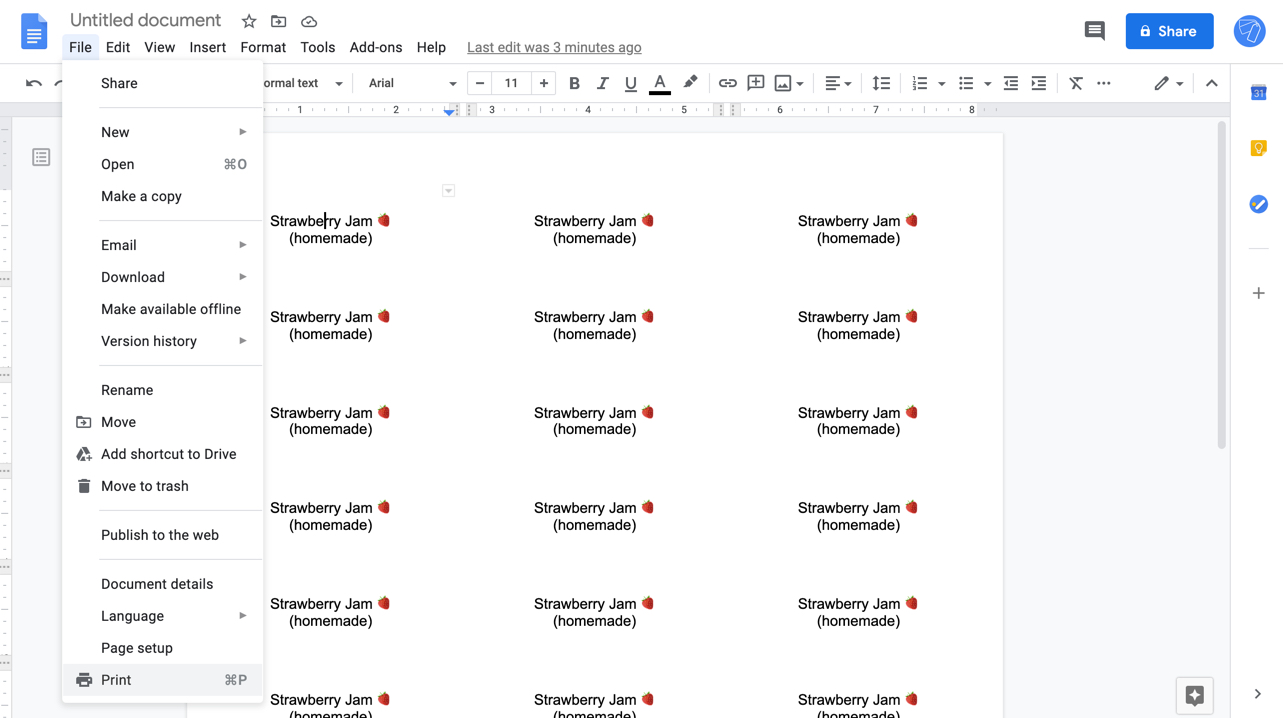 Untitled document
File Edit View Insert Format Tools Add-ons Help Last edit was 3 minutes ago
Share
ormal text Arial 11 B I U A
1 2 3 4 5 6 7 8
31
Share
New
Open ⌘O
Make a copy
Email
Download
Make available offline
Version history
Rename
Move
Add shortcut to Drive
Move to trash
Publish to the web
Document details
Language
Page setup
Print ⌘P
Strawberry Jam 🍓 Strawberry Jam 🍓 Strawberry Jam 🍓
(homemade) (homemade) (homemade)
Strawberry Jam 🍓 Strawberry Jam 🍓 Strawberry Jam 🍓
(homemade) (homemade) (homemade)
Strawberry Jam 🍓 Strawberry Jam 🍓 Strawberry Jam 🍓
(homemade) (homemade) (homemade)
Strawberry Jam 🍓 Strawberry Jam 🍓 Strawberry Jam 🍓
(homemade) (homemade) (homemade)
Strawberry Jam 🍓 Strawberry Jam 🍓 Strawberry Jam 🍓
(homemade) (homemade) (homemade)
Strawberry Jam 🍓 Strawberry Jam 🍓 Strawberry Jam 🍓
(homemade) (homemade) (homemade)